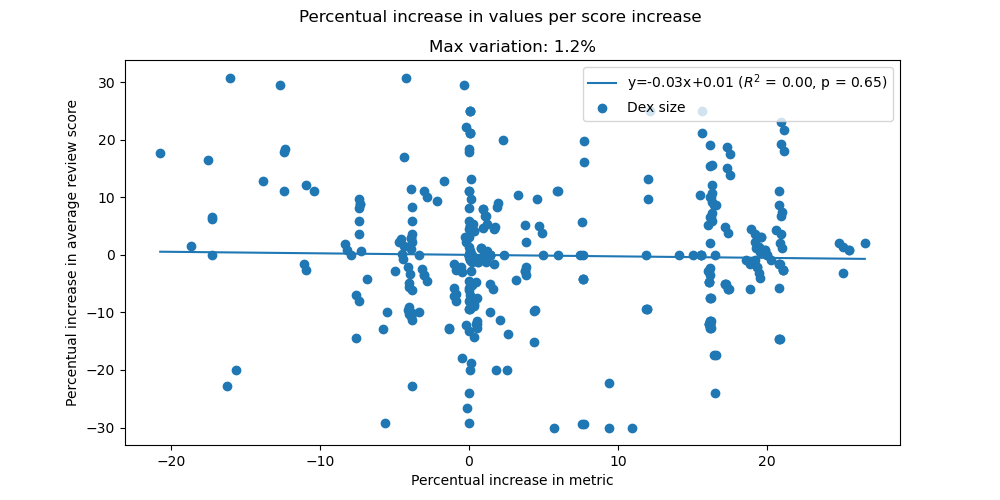 Percentual increase in values per score increase
Max variation: 1.2%
y=-0.03x+0.01 (R² = 0.00, p = 0.65)
Dex size
Percentual increase in average review score
30
20
10
0
−10
−20
−30
−20
−10
0
10
20
Percentual increase in metric